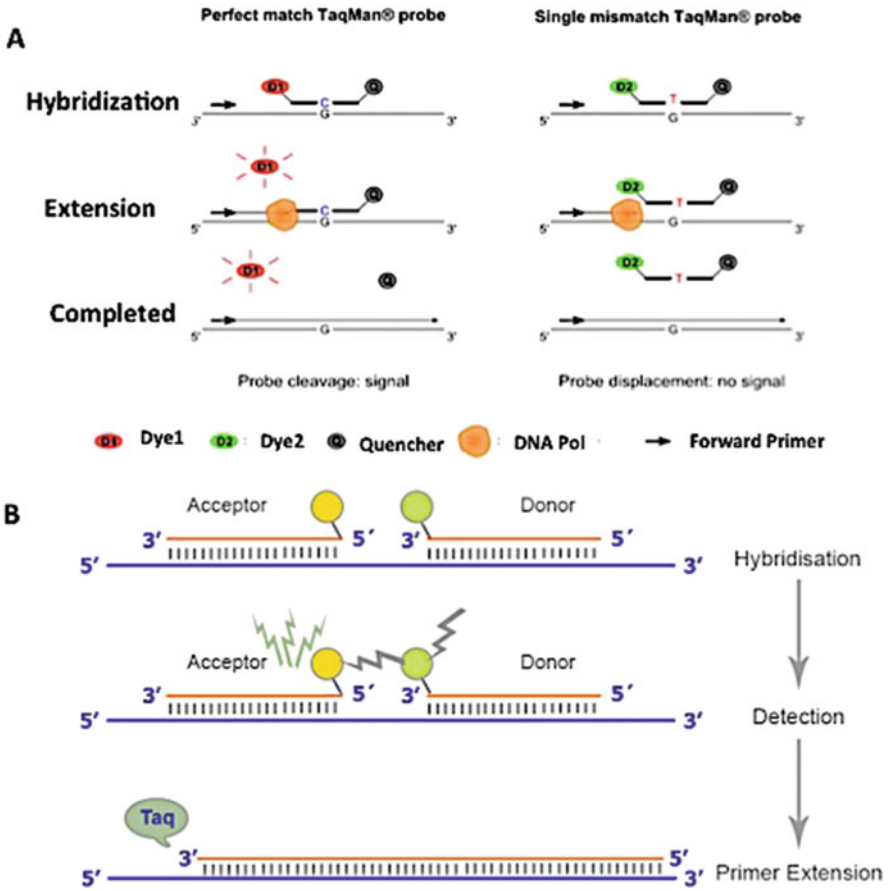 A
Perfect match TaqMan® probe
Single mismatch TaqMan® probe
Hybridization
D1 C Q
3' G 3'
D2 T Q
5' G 3'
Extension
D1
C Q
5' G 3'
D2 T Q
5' G 3'
Completed
D1 Q
5' G 3'
D2 T Q
5' G 3'
Probe cleavage: signal
Probe displacement: no signal
D1 Dye1 D2 : Dye2 Q Quencher : DNA Pol Forward Primer
B
Acceptor Donor
3' 5' 3' 5'
5' 3'
Hybridisation
Acceptor Donor
3' 5' 3' 5'
5' 3'
Detection
Taq
3' 5'
5' 3'
Primer Extension